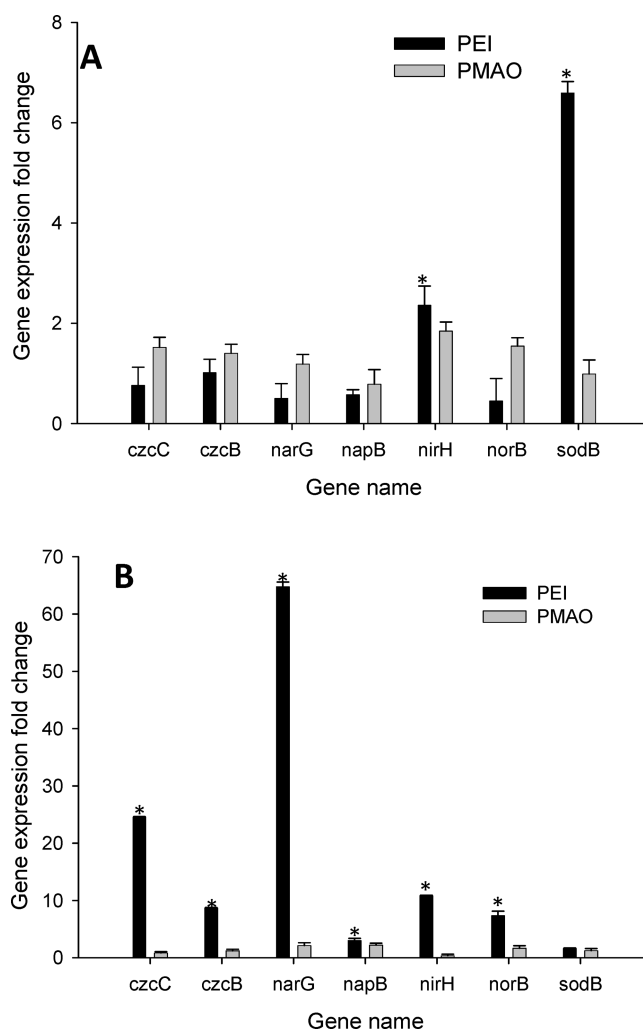 A
PEI
PMAO
*
*
8
6
4
2
0
Gene expression fold change
czcC czcB narG napB nirH norB sodB
Gene name
B
PEI
PMAO
*
*
*
*
*
*
70
60
50
40
30
20
10
0
Gene expression fold change
czcC czcB narG napB nirH norB sodB
Gene name